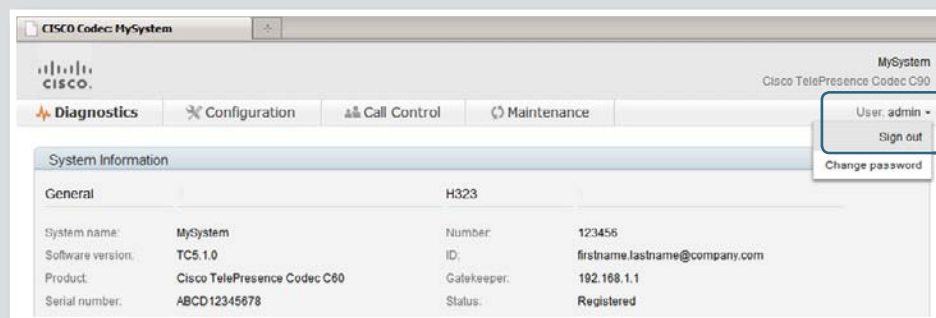 CISCO Codec: MySystem
CISCO.
MySystem
Cisco TelePresence Codec C90
Diagnostics Configuration Call Control Maintenance User: admin
Sign out
Change password
System Information
General H323
System name: MySystem Number: 123456
Software version: TC5.1.0 ID: firstname.lastname@company.com
Product: Cisco TelePresence Codec C60 Gatekeeper: 192.168.1.1
Serial number: ABCD12345678 Status: Registered